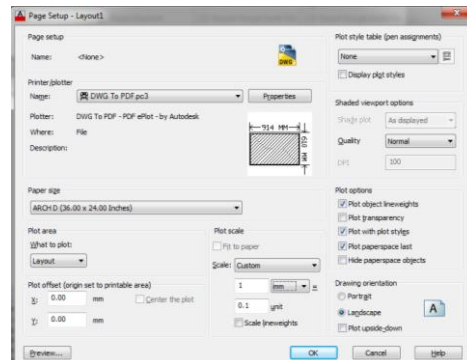 Page Setup - Layout1
Page setup
Name: <None>
DWG
Printer/plotter
Name: DWG To PDF.pc3
Properties
Plotter: DWG To PDF - PDF ePlot - by Autodesk
Where: File
Description:
914 MM
610 MM
Paper size
ARCH D (36.00 x 24.00 Inches)
Plot area
What to plot:
Layout
Plot offset (origin set to printable area)
X: 0.00 mm
Center the plot
Y: 0.00 mm
Plot scale
Fit to paper
Scale: Custom
1 mm =
0.1 unit
Scale lineweights
Plot style table (pen assignments)
None
Display plot styles
Shaded viewport options
Shade plot As displayed
Quality Normal
DPI 100
Plot options
Plot object lineweights
Plot transparency
Plot with plot styles
Plot paperspace last
Hide paperspace objects
Drawing orientation
Portrait
Landscape
Plot upside-down
A
Preview...
OK
Cancel
Help